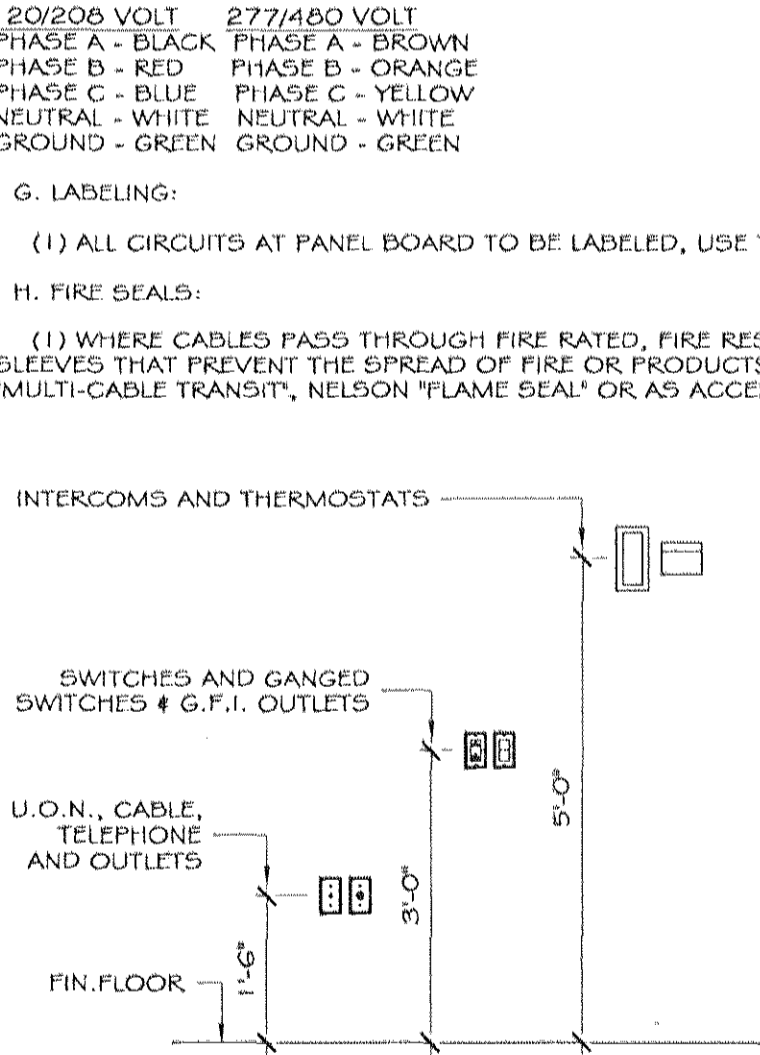 20/208 VOLT 277/480 VOLT
PHASE A - BLACK PHASE A - BROWN
PHASE B - RED PHASE B - ORANGE
PHASE C - BLUE PHASE C - YELLOW
NEUTRAL - WHITE NEUTRAL - WHITE
GROUND - GREEN GROUND - GREEN
G. LABELING:
(1) ALL CIRCUITS AT PANEL BOARD TO BE LABELED, USE
H. FIRE SEALS:
(1) WHERE CABLES PASS THROUGH FIRE RATED, FIRE RES
SLEEVES THAT PREVENT THE SPREAD OF FIRE OR PRODUCTS
"MULTI-CABLE TRANSIT", NELSON "FLAME SEAL" OR AS ACCE
INTERCOMS AND THERMOSTATS
SWITCHES AND GANGED
SWITCHES & G.F.I. OUTLETS
5'-0"
U.O.N., CABLE,
TELEPHONE
AND OUTLETS
3'-0"
1'-6"
FIN.FLOOR